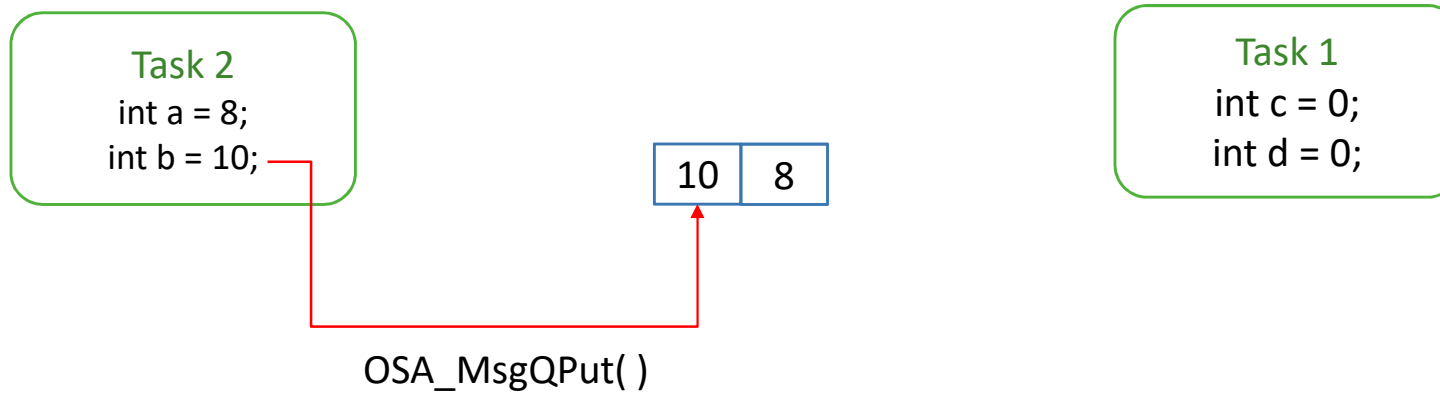 Task 2
int a = 8;
int b = 10;
10 8
Task 1
int c = 0;
int d = 0;
OSA_MsgQPut( )